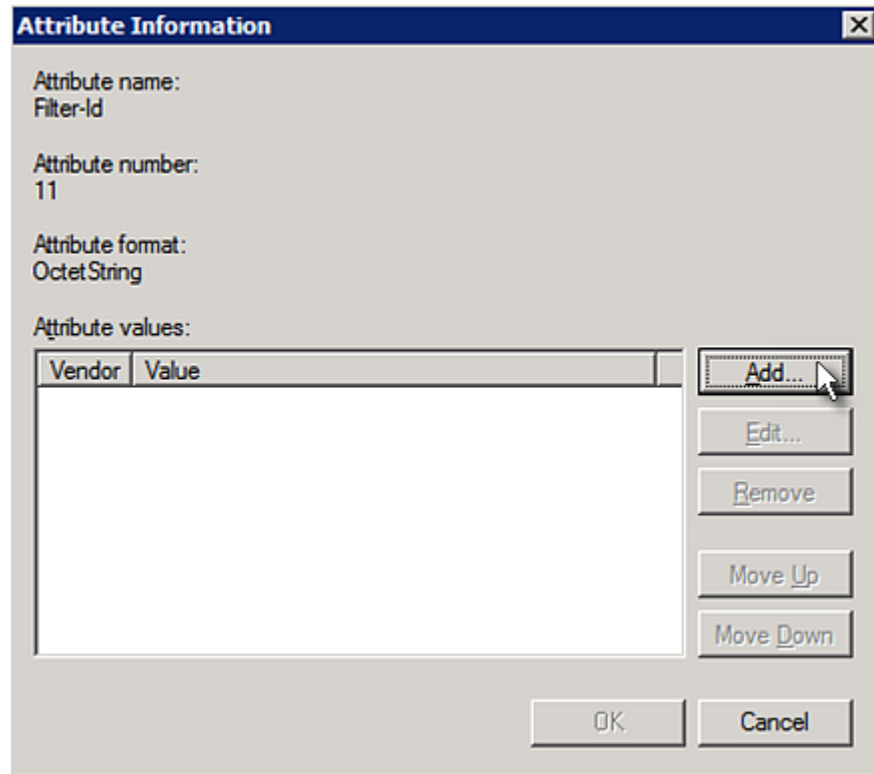 Attribute Information
Attribute name:
Filter-Id
Attribute number:
11
Attribute format:
OctetString
Attribute values:
Vendor Value
Add...
Edit...
Remove
Move Up
Move Down
OK Cancel